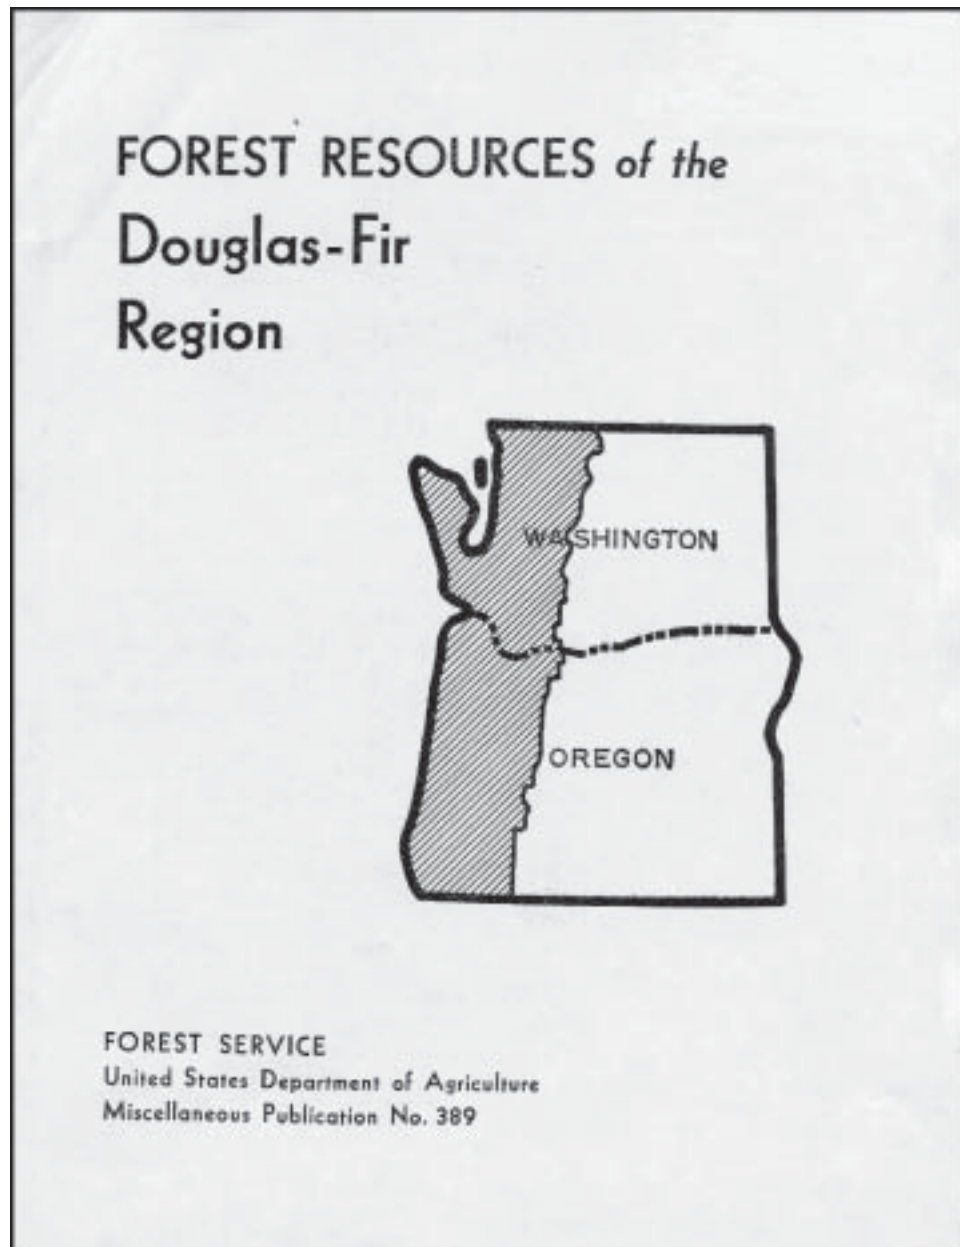 FOREST RESOURCES of the
Douglas-Fir
Region
WASHINGTON
OREGON
FOREST SERVICE
United States Department of Agriculture
Miscellaneous Publication No. 389